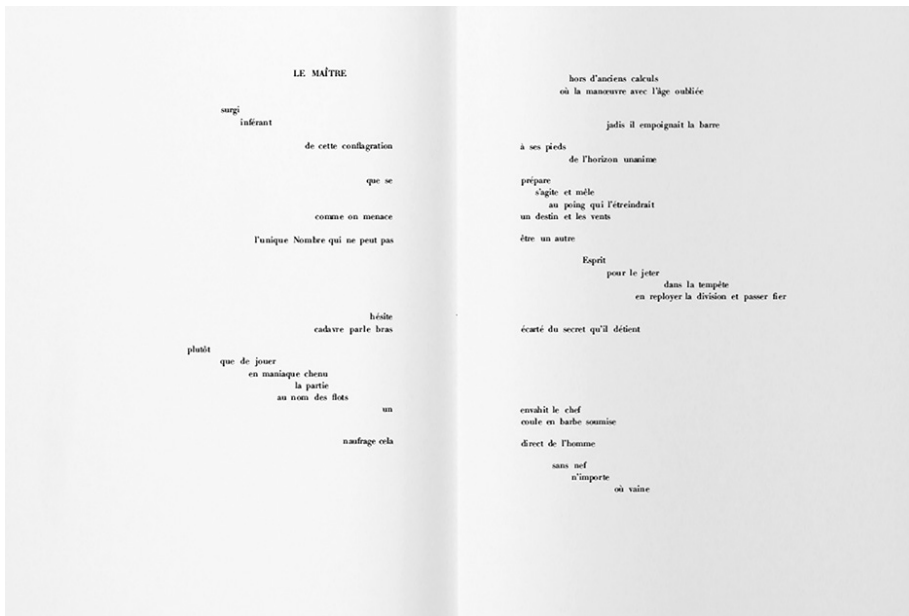 LE MAÎTRE
surgi
inférant
de cette conflagration
que se
comme on menace
l'unique Nombre qui ne peut pas
hésite
cadavre parle bras
plutôt
que de jouer
en maniaque chenu
la partie
au nom des flots
un
naufrage cela
hors d'anciens calculs
où la manœuvre avec l'âge oubliée
jadis il empoignait la barre
à ses pieds
de l'horizon unanime
prépare
s'agite et mêle
au poing qui l'étreindrait
un destin et les vents
être un autre
Esprit
pour le jeter
dans la tempête
en reployer la division et passer fier
écarté du secret qu'il détient
envahit le chef
coule en barbe soumise
direct de l'homme
sans nef
n'importe
où vaine